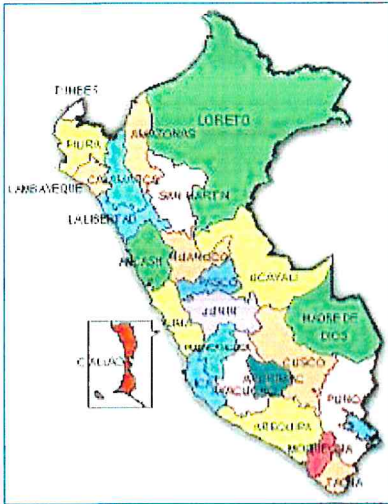 TUMBES
LORETO
AMAZONAS
PIURA
CAJAMARCA
LAMBAYEQUE
SAN MARTIN
LA LIBERTAD
ANCASH
HUANUCO
UCAYALI
PASCO
JUNIN
LIMA
MADRE DE
DIOS
CALLAO
CUSCO
ICA
AYACUCHO
PUNO
AREQUIPA
MOQUEGUA
TACNA